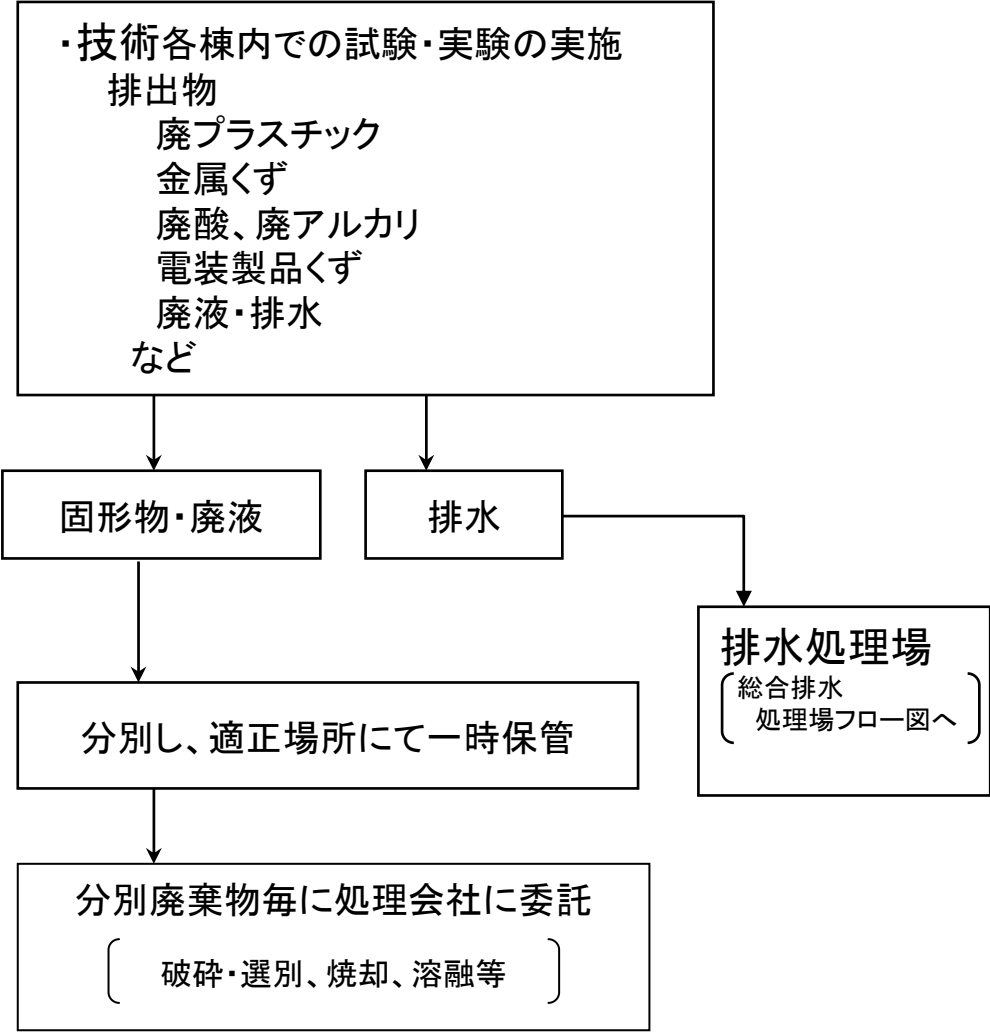 ・技術各棟内での試験・実験の実施
排出物
廃プラスチック
金属くず
廃酸、廃アルカリ
電装製品くず
廃液・排水
など
固形物・廃液
排水
排水処理場
総合排水
処理場フロー図へ
分別し、適正場所にて一時保管
分別廃棄物毎に処理会社に委託
破砕・選別、焼却、溶融等